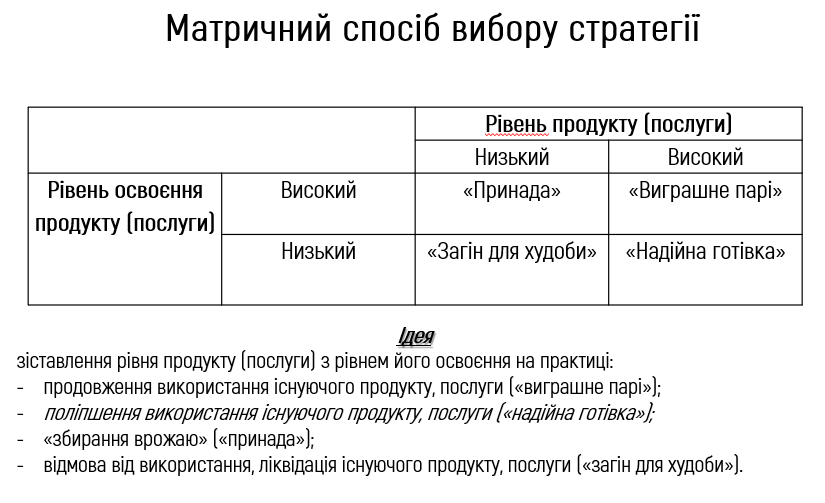 Матричний спосіб вибору стратегії
Рівень продукту (послуги)
Низький
Високий
Рівень освоєння
продукту (послуги)
Високий
«Принада»
«Виграшне парі»
Низький
«Загін для худоби»
«Надійна готівка»
Ідея
зіставлення рівня продукту (послуги) з рівнем його освоєння на практиці:
- продовження використання існуючого продукту, послуги («виграшне парі»);
- поліпшення використання існуючого продукту, послуги («надійна готівка»);
- «збирання врожаю» («принада»);
- відмова від використання, ліквідація існуючого продукту, послуги («загін для худоби»).